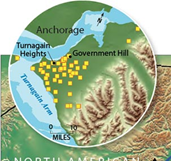 Anchorage
Turnagain
Heights
Government Hill
Turnagain Arm
0 10
MILES
NORTH AMERICAN